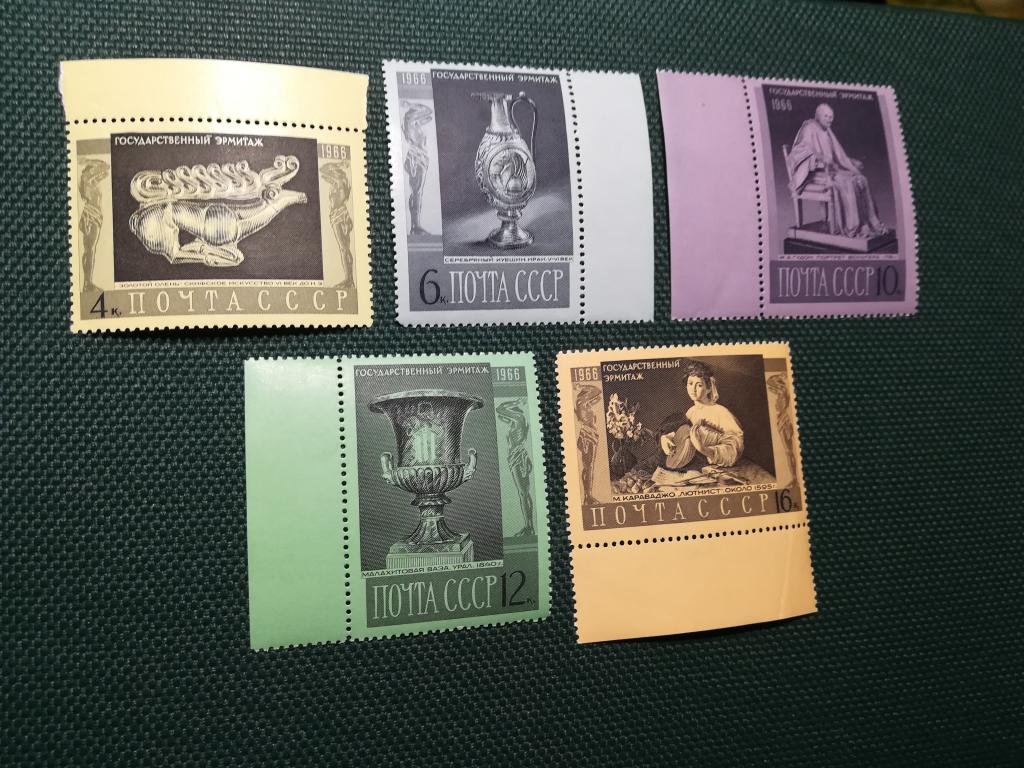 ГОСУДАРСТВЕННЫЙ ЭРМИТАЖ
1966
ЗОЛОТОЙ ОЛЕНЬ. СКИФСКОЕ ИСКУССТВО VI ВЕК ДО Н.Э.
4к. ПОЧТА СССР
1966 ГОСУДАРСТВЕННЫЙ ЭРМИТАЖ
СЕРЕБРЯНЫЙ КУВШИН. ИРАН. V-VI ВЕК
6к. ПОЧТА СССР
ГОСУДАРСТВЕННЫЙ ЭРМИТАЖ
1966
ПОРТРЕТ ВОЛЬТЕРА
ПОЧТА СССР 10к.
ГОСУДАРСТВЕННЫЙ ЭРМИТАЖ 1966
МАЛАХИТОВАЯ ВАЗА. УРАЛ. 1840 г.
ПОЧТА СССР 12к.
1966 ГОСУДАРСТВЕННЫЙ
ЭРМИТАЖ
М. КАРАВАДЖО „ЛЮТНИСТ" ОКОЛО 1595 г.
ПОЧТА СССР 16к.